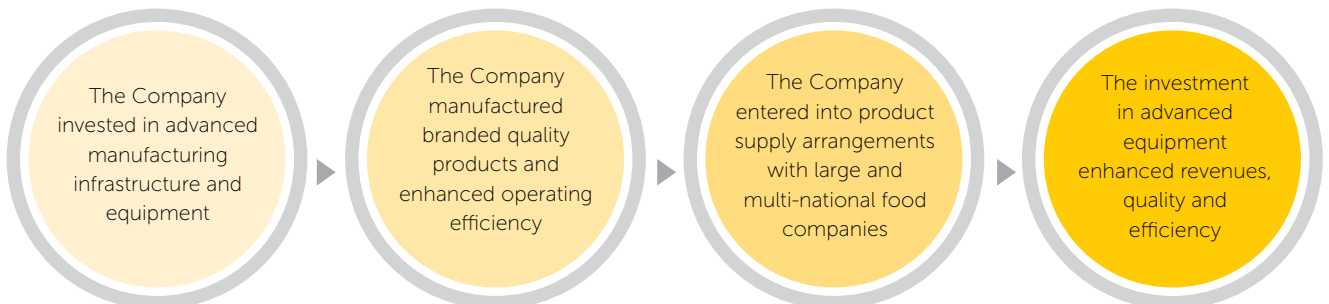 The Company
invested in advanced
manufacturing
infrastructure and
equipment
The Company
manufactured
branded quality
products and
enhanced operating
efficiency
The Company
entered into product
supply arrangements
with large and
multi-national food
companies
The investment
in advanced
equipment
enhanced revenues,
quality and
efficiency